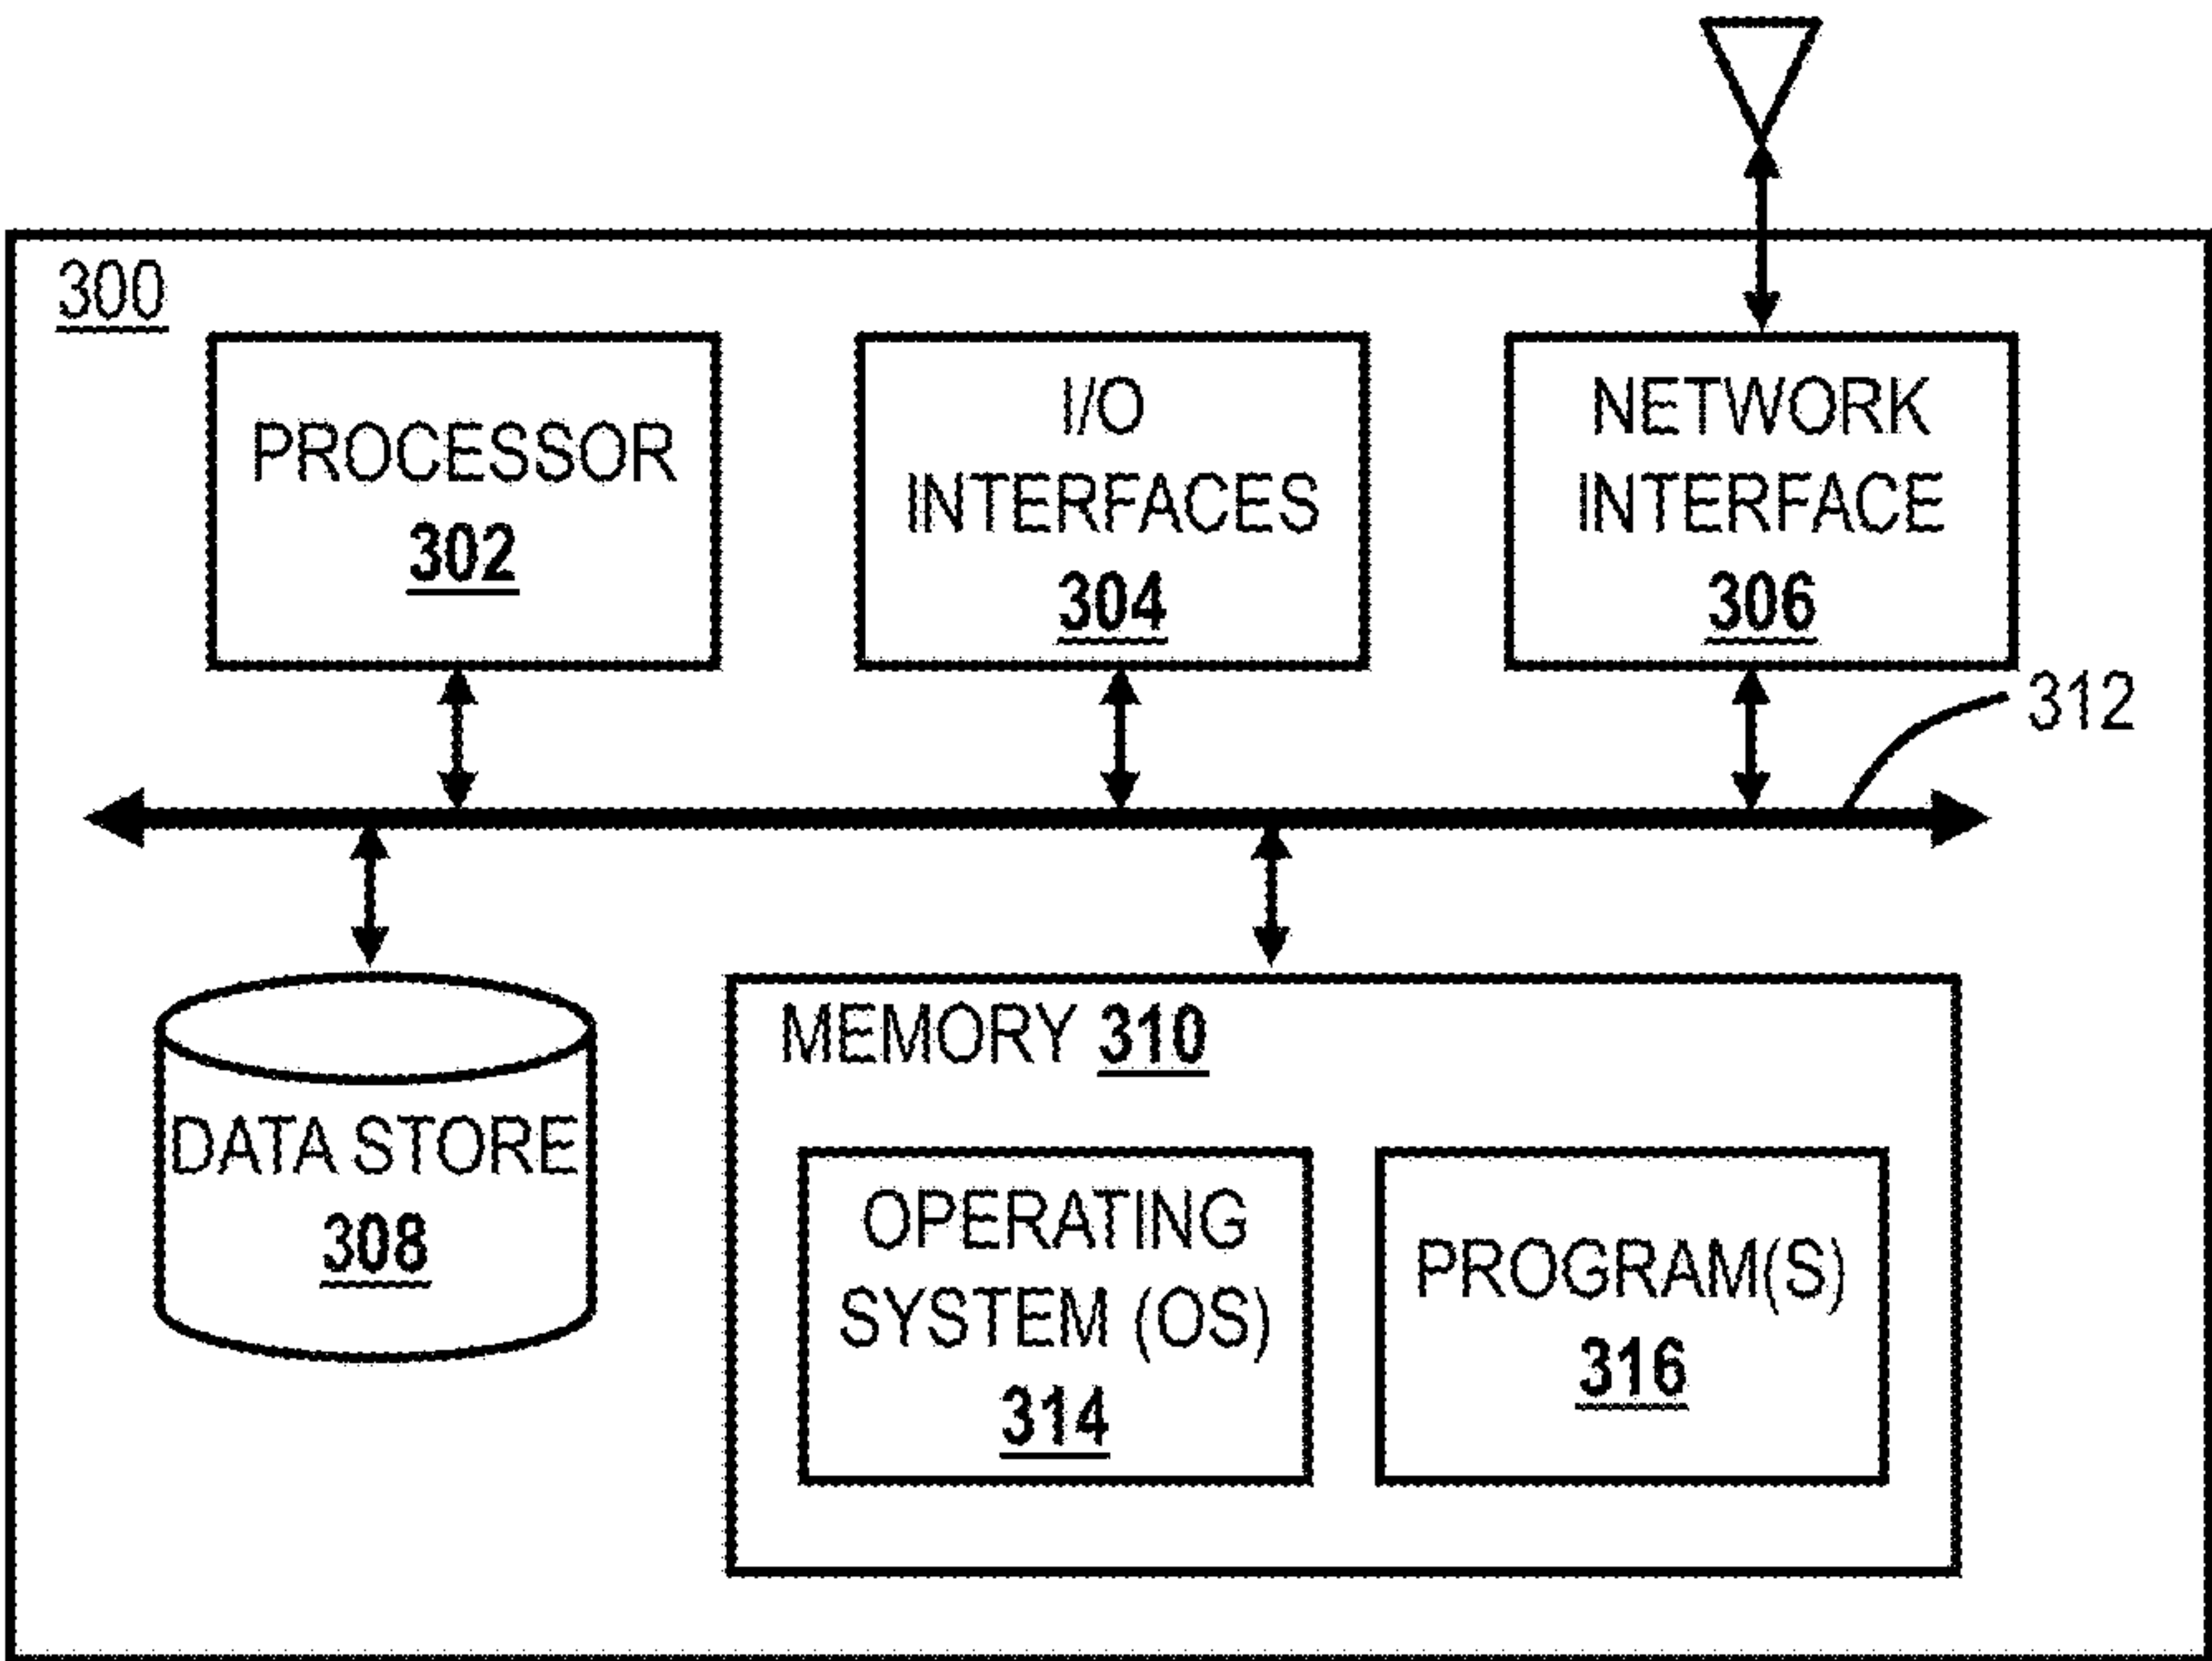 300
PROCESSOR
302
I/O
INTERFACES
304
NETWORK
INTERFACE
306
312
DATA STORE
308
MEMORY 310
OPERATING
SYSTEM (OS)
314
PROGRAM(S)
316